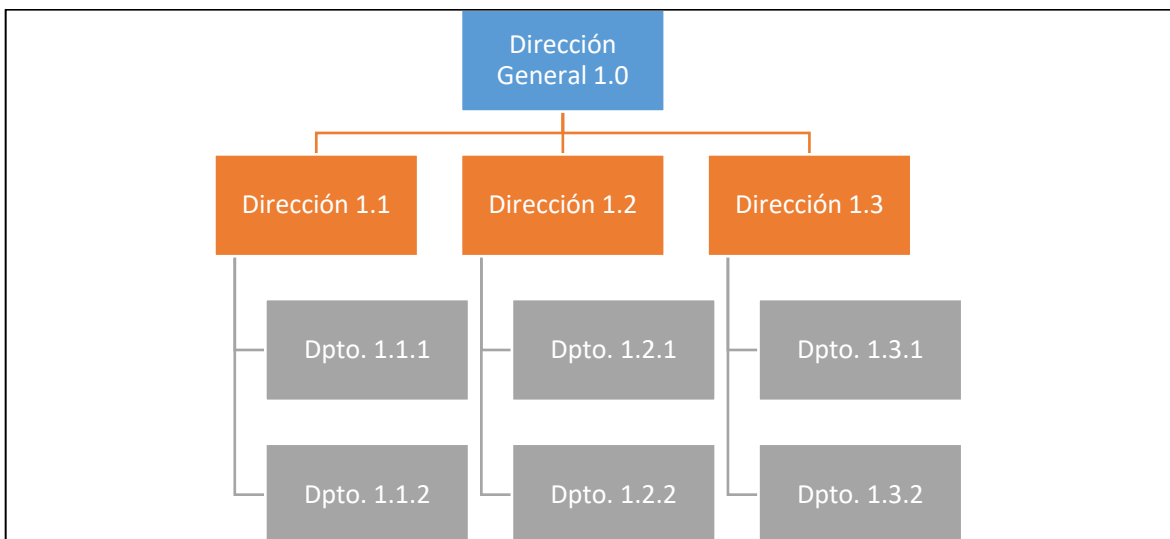 Dirección
General 1.0
Dirección 1.1
Dirección 1.2
Dirección 1.3
Dpto. 1.1.1
Dpto. 1.2.1
Dpto. 1.3.1
Dpto. 1.1.2
Dpto. 1.2.2
Dpto. 1.3.2